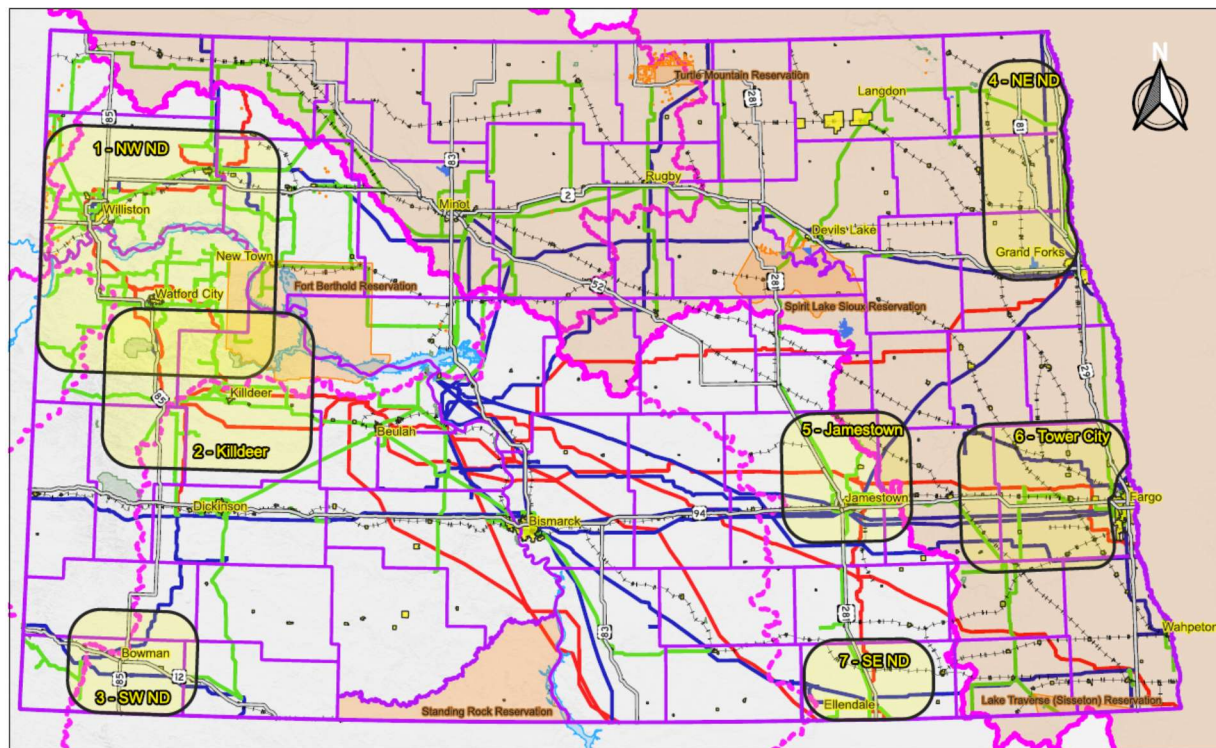 N
4 - NE ND
Turtle Mountain Reservation
Langdon
281
85
81
1 - NW ND
83
Rugby
2
Williston
Minot
Devils Lake
New Town
Grand Forks
Fort Berthold Reservation
281
52
Spirit Lake Sioux Reservation
Watford City
29
85
Killdeer
5 - Jamestown
6 - Tower City
Beulah
2 - Killdeer
Jamestown
Fargo
Dickinson
94
Bismarck
281
83
Wahpeton
Bowman
7 - SE ND
85
12
3 - SW ND
Ellendale
Lake Traverse (Sisseton) Reservation
Standing Rock Reservation